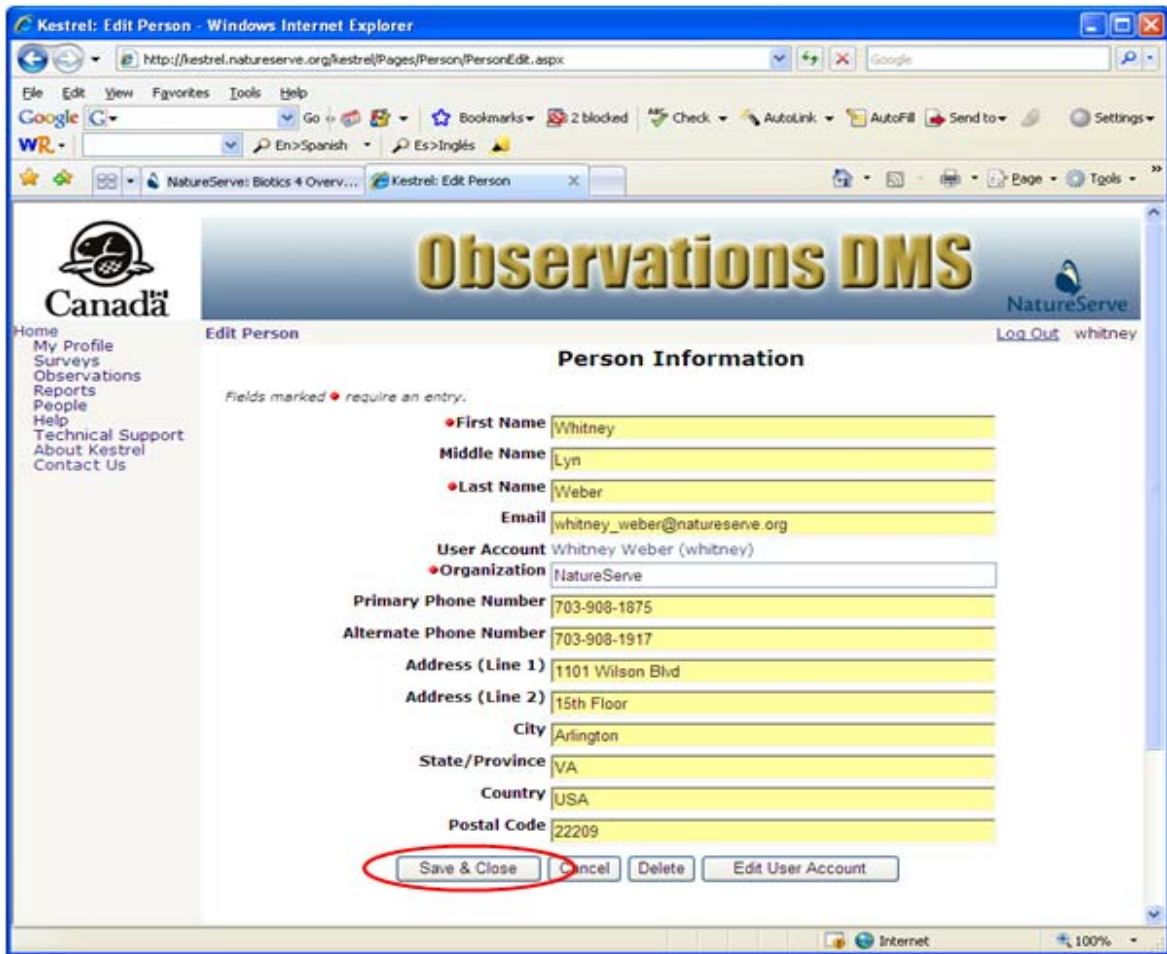 Kestrel: Edit Person - Windows Internet Explorer
http://kestrel.natureserve.org/kestrel/Pages/Person/PersonEdit.aspx
Google
File Edit View Favorites Tools Help
Google G Go Bookmarks 2 blocked Check AutoLink AutoFill Send to Settings
WR. En>Spanish Es>Inglés
NatureServe: Biotics 4 Overv... Kestrel: Edit Person Page Tools
Canada
Observations DMS
NatureServe
Home
My Profile
Surveys
Observations
Reports
People
Help
Technical Support
About Kestrel
Contact Us
Edit Person Log Out whitney
Person Information
Fields marked require an entry.
First Name Whitney
Middle Name Lyn
Last Name Weber
Email whitney_weber@natureserve.org
User Account Whitney Weber (whitney)
Organization NatureServe
Primary Phone Number 703-908-1875
Alternate Phone Number 703-908-1917
Address (Line 1) 1101 Wilson Blvd
Address (Line 2) 15th Floor
City Arlington
State/Province VA
Country USA
Postal Code 22209
Save & Close Cancel Delete Edit User Account
Internet 100%